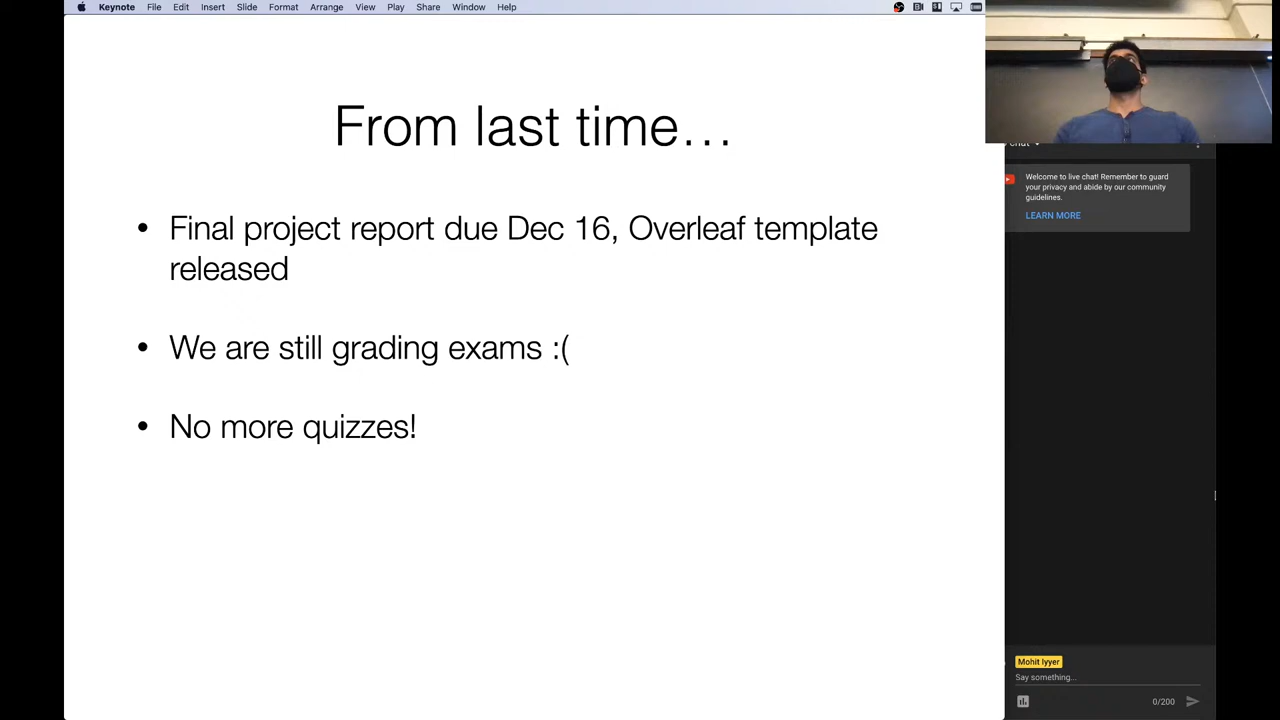 Keynote File Edit Insert Slide Format Arrange View Play Share Window Help
From last time…
• Final project report due Dec 16, Overleaf template
released
• We are still grading exams :(
• No more quizzes!
chat
Welcome to live chat! Remember to guard
your privacy and abide by our community
guidelines.
LEARN MORE
Mohit Iyyer
Say something...
0/200